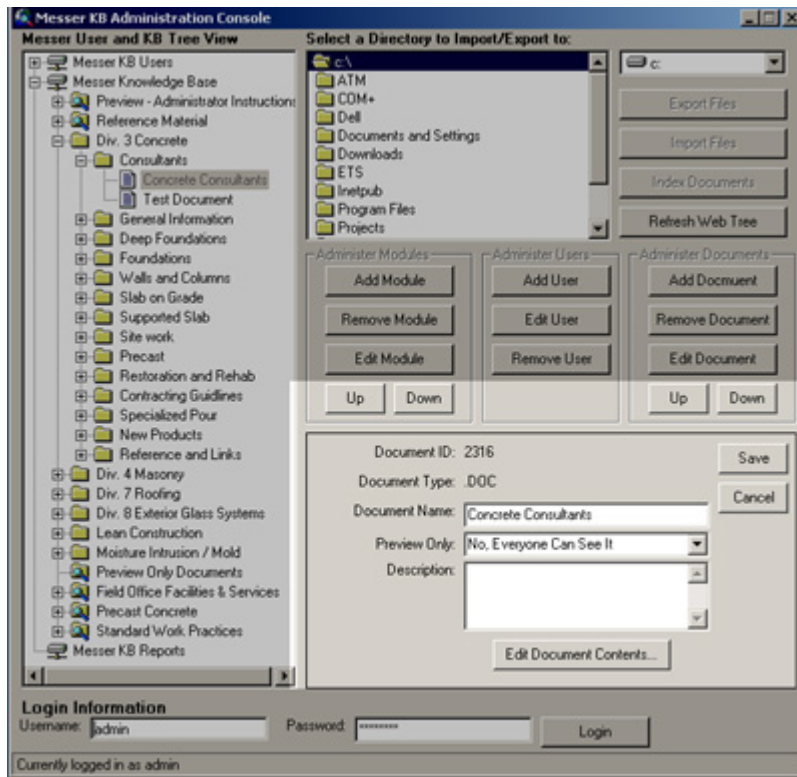 Messer KB Administration Console
Messer User and KB Tree View
Select a Directory to Import/Export to:
Messer KB Users
Messer Knowledge Base
Preview - Administrator Instructions
Reference Material
Div. 3 Concrete
Consultants
Concrete Consultants
Test Document
General Information
Deep Foundations
Foundations
Walls and Columns
Slab on Grade
Supported Slab
Site work
Precast
Restoration and Rehab
Contracting Guidlines
Specialized Pour
New Products
Reference and Links
Div. 4 Masonry
Div. 7 Roofing
Div. 8 Exterior Glass Systems
Lean Construction
Moisture Intrusion / Mold
Preview Only Documents
Field Office Facilities & Services
Precast Concrete
Standard Work Practices
Messer KB Reports
c:\
ATM
COM+
Dell
Documents and Settings
Downloads
ETS
Inetpub
Program Files
Projects
c:
Export Files
Import Files
Index Documents
Refresh Web Tree
Administer Modules
Add Module
Remove Module
Edit Module
Up Down
Administer Users
Add User
Edit User
Remove User
Administer Documents
Add Docmuent
Remove Document
Edit Document
Up Down
Document ID: 2316
Document Type: .DOC
Document Name: Concrete Consultants
Preview Only: No, Everyone Can See It
Description:
Save
Cancel
Edit Document Contents...
Login Information
Username: admin
Password: ********
Login
Currently logged in as admin